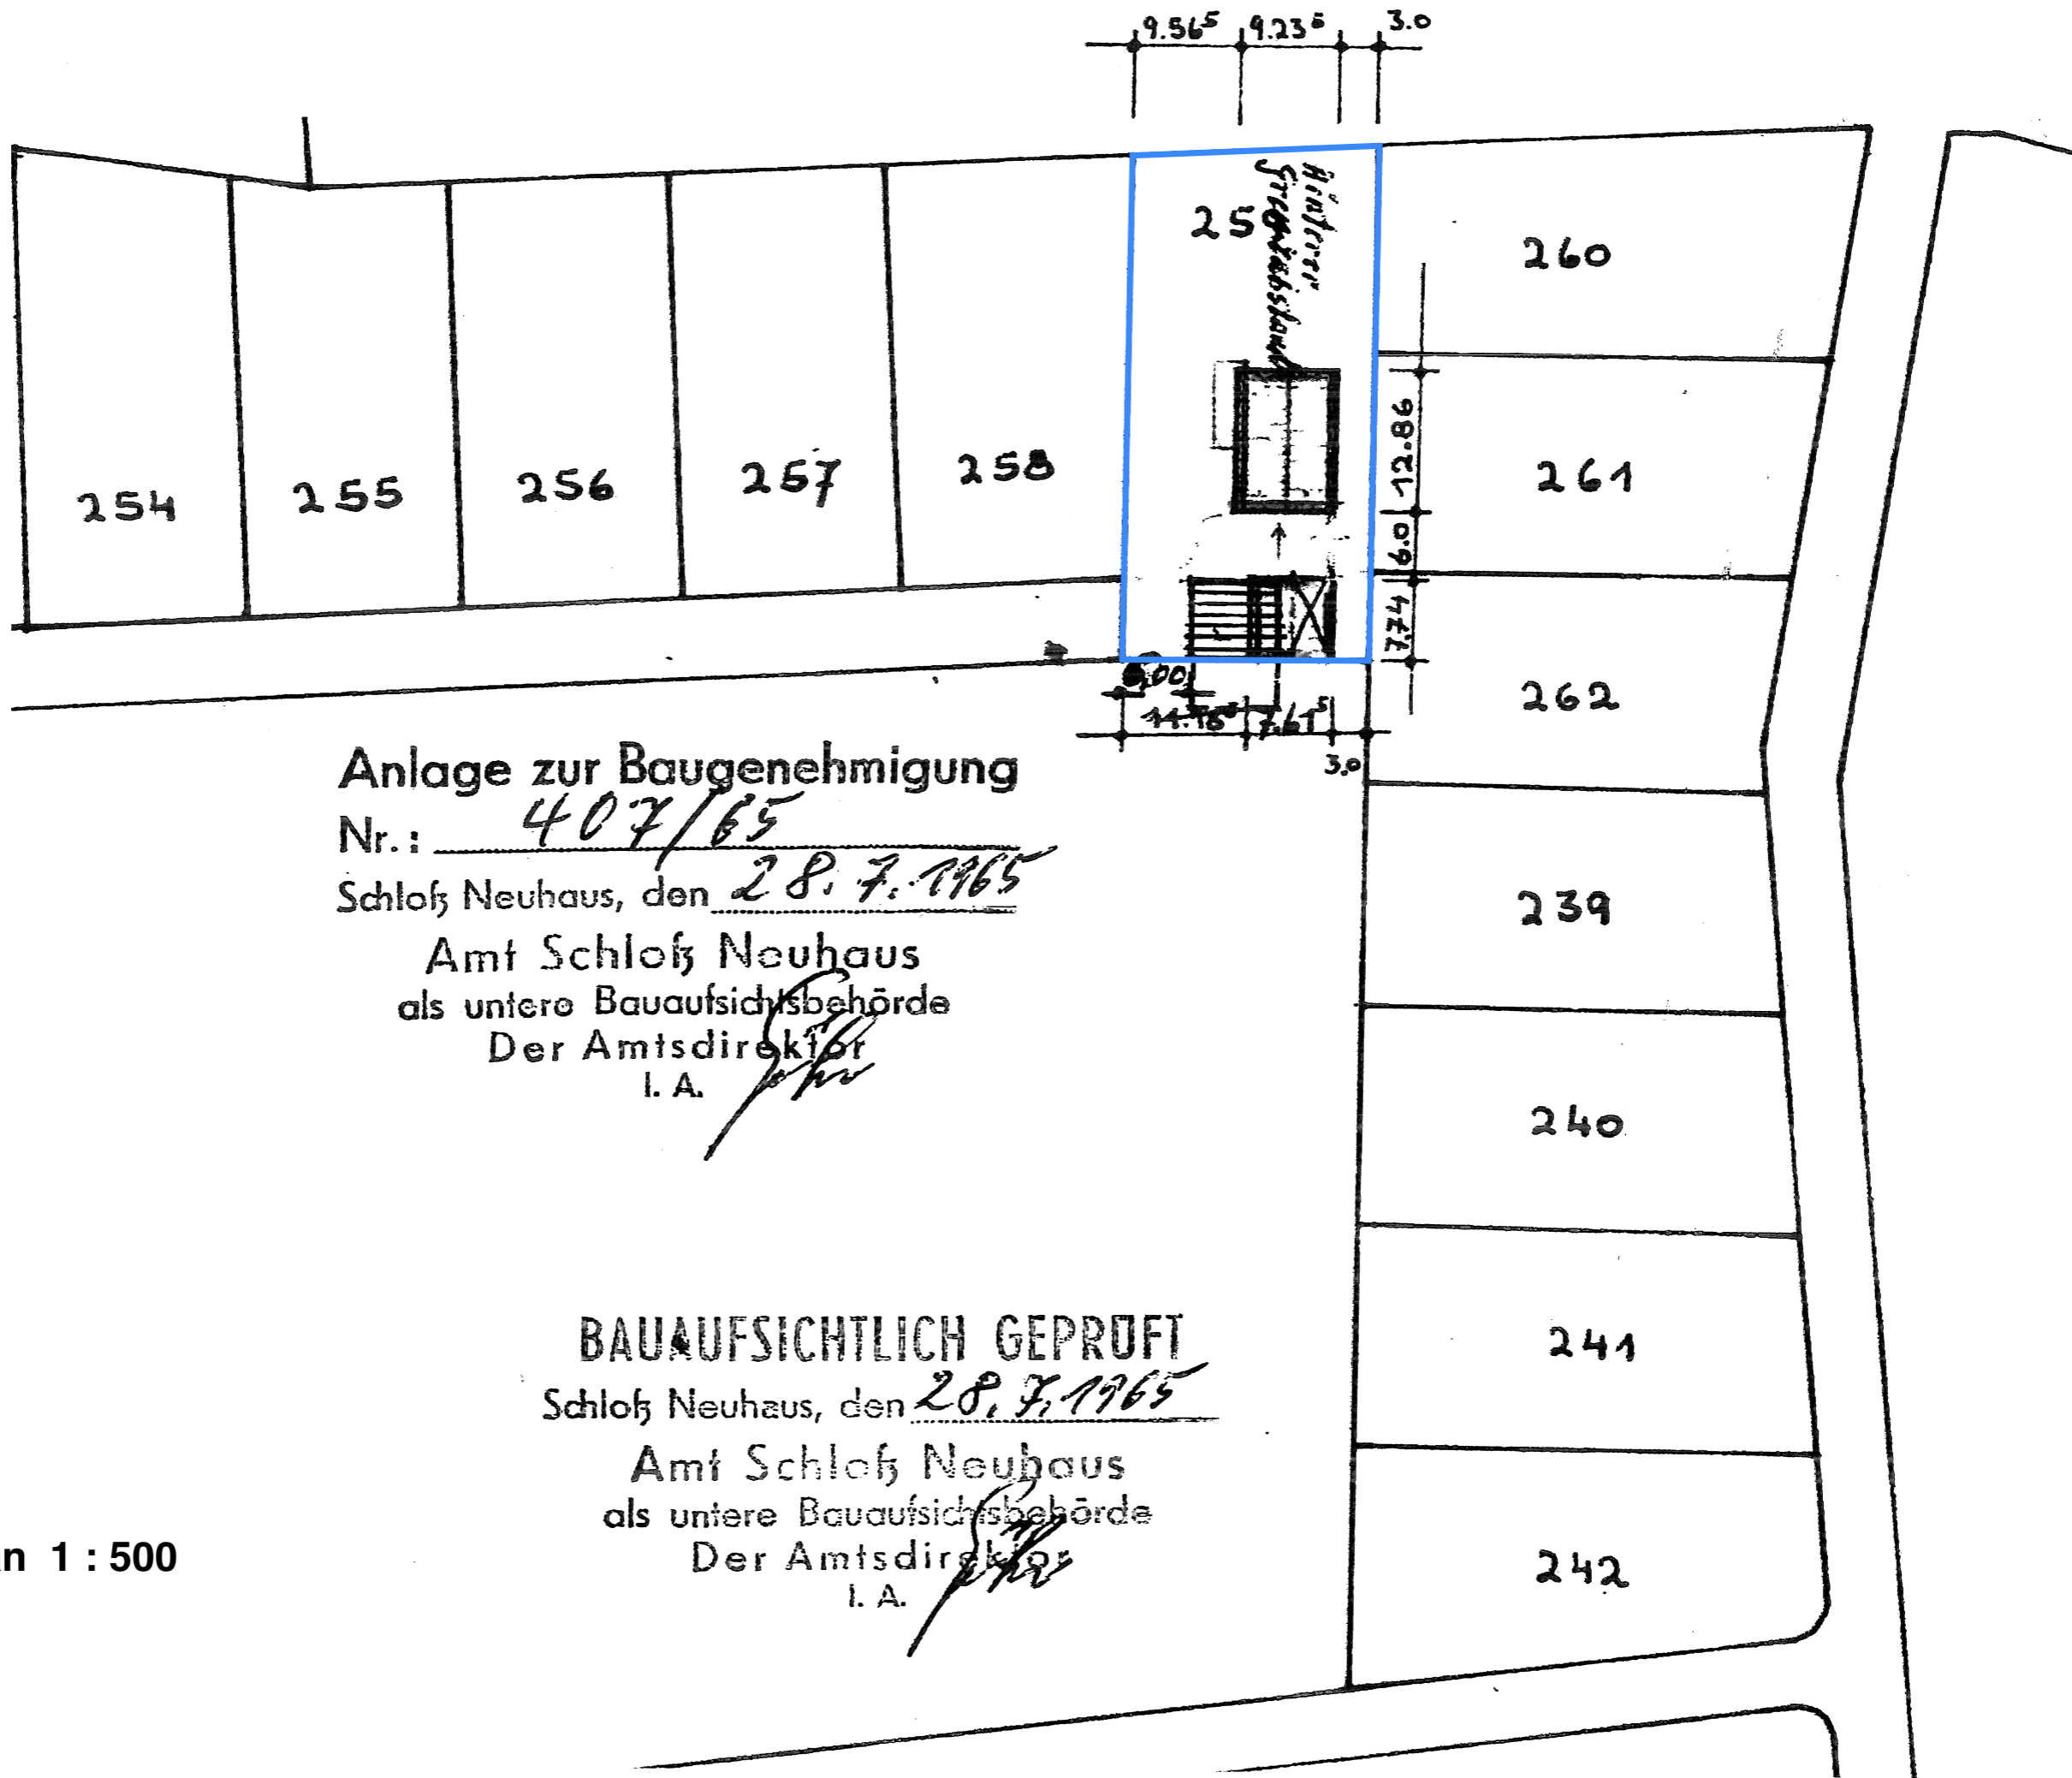 9.56⁵ 9.23⁵ 3.0
Hinterer
25
260
12.86
261
254 255 256 257 258
6.0
7.74
262
7.61⁵
3.0
Anlage zur Baugenehmigung
Nr.: 407/65
Schloß Neuhaus, den 28.7.1965
Amt Schloß Neuhaus
als untere Bauaufsichtsbehörde
Der Amtsdirektor
I. A.
239
240
241
BAUAUFSICHTLICH GEPRÜFT
Schloß Neuhaus, den 28.7.1965
Amt Schloß Neuhaus
als untere Bauaufsichtsbehörde
Der Amtsdirektor
I. A.
n 1 : 500
242